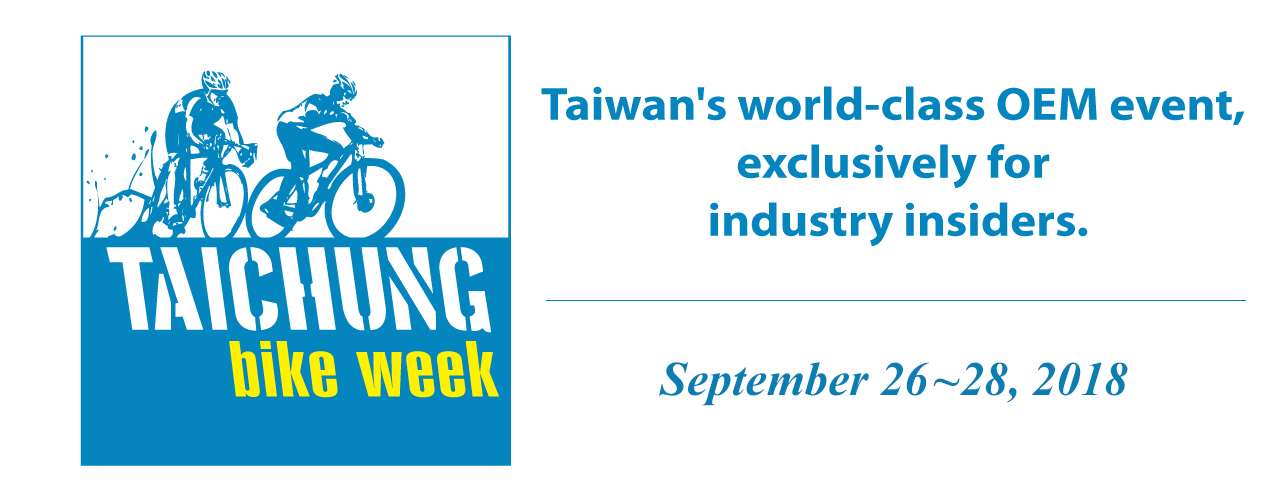 TAICHUNG
bike week
Taiwan's world-class OEM event,
exclusively for
industry insiders.
September 26~28, 2018